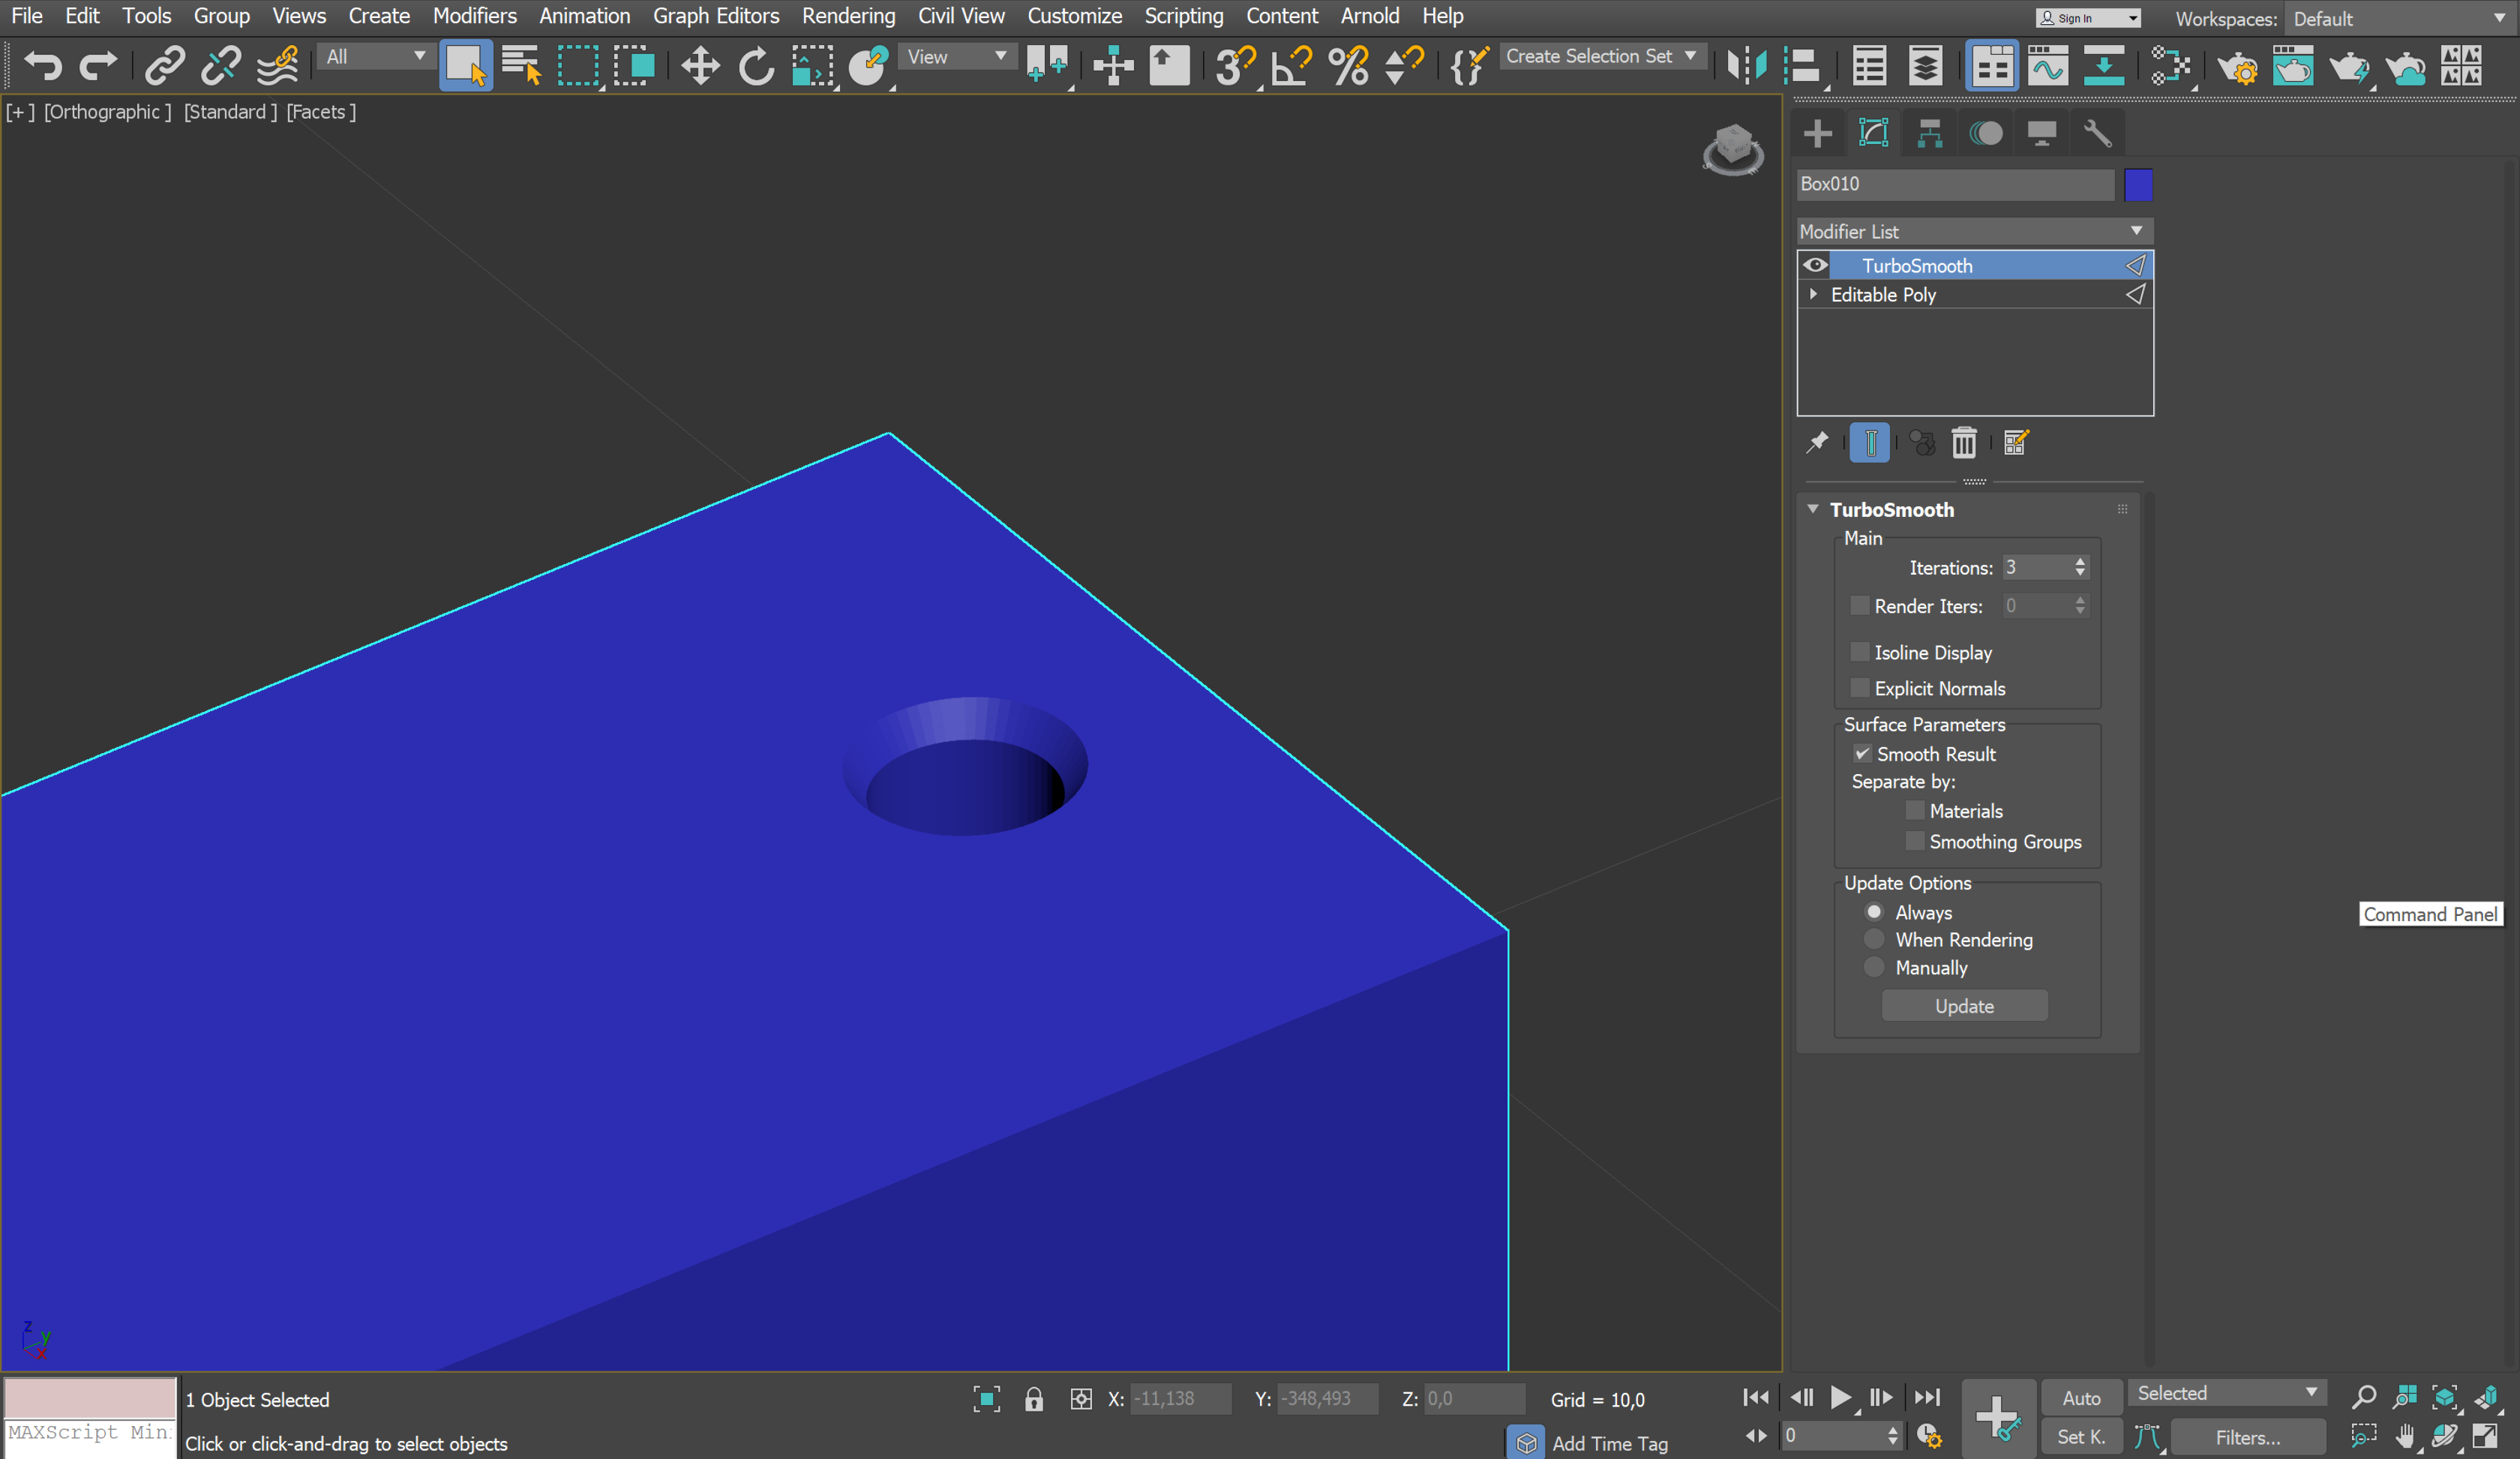 File Edit Tools Group Views Create Modifiers Animation Graph Editors Rendering Civil View Customize Scripting Content Arnold Help
Sign In
Workspaces: Default
All
View
Create Selection Set
[+] [Orthographic] [Standard] [Facets]
Box010
Modifier List
TurboSmooth
Editable Poly
TurboSmooth
Main
Iterations: 3
Render Iters: 0
Isoline Display
Explicit Normals
Surface Parameters
Smooth Result
Separate by:
Materials
Smoothing Groups
Update Options
Always
When Rendering
Manually
Update
Command Panel
z
y
x
1 Object Selected
X: -11,138 Y: -348,493 Z: 0,0 Grid = 10,0
Auto
Selected
MAXScript Min
Click or click-and-drag to select objects
Add Time Tag
0
Set K.
Filters...